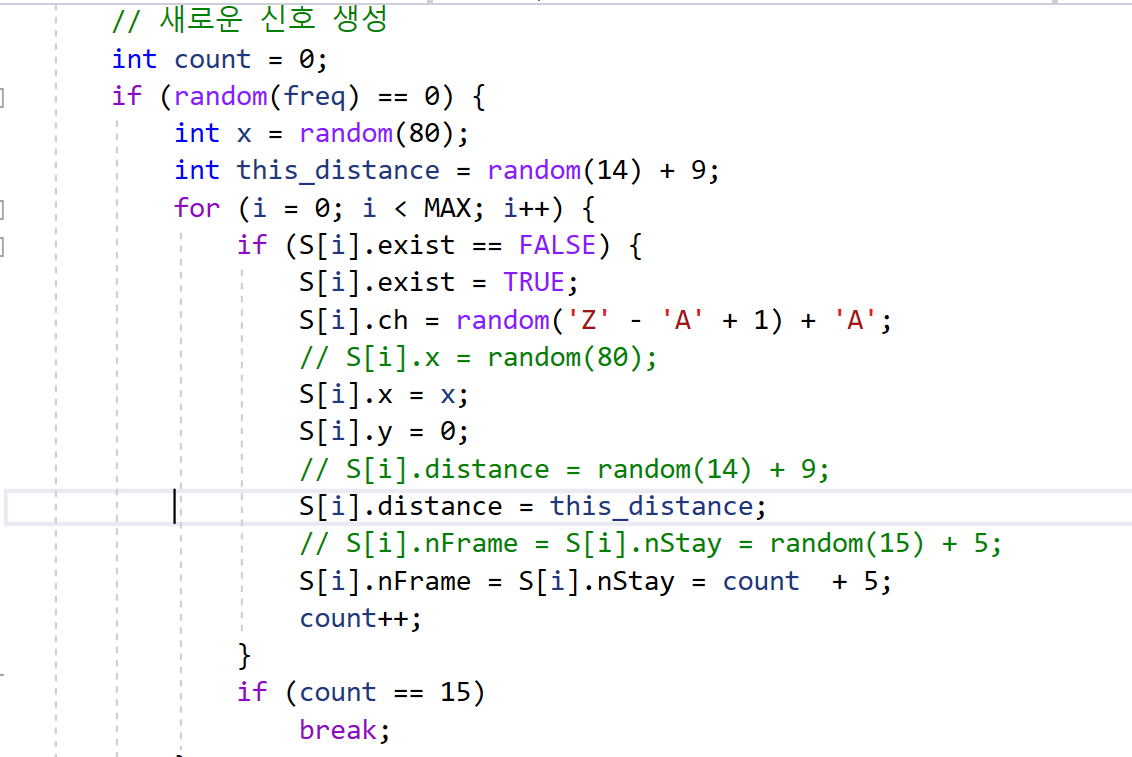 // 새로운 신호 생성
int count = 0;
if (random(freq) == 0) {
int x = random(80);
int this_distance = random(14) + 9;
for (i = 0; i < MAX; i++) {
if (S[i].exist == FALSE) {
S[i].exist = TRUE;
S[i].ch = random('Z' - 'A' + 1) + 'A';
// S[i].x = random(80);
S[i].x = x;
S[i].y = 0;
// S[i].distance = random(14) + 9;
S[i].distance = this_distance;
// S[i].nFrame = S[i].nStay = random(15) + 5;
S[i].nFrame = S[i].nStay = count  + 5;
count++;
}
if (count == 15)
break;